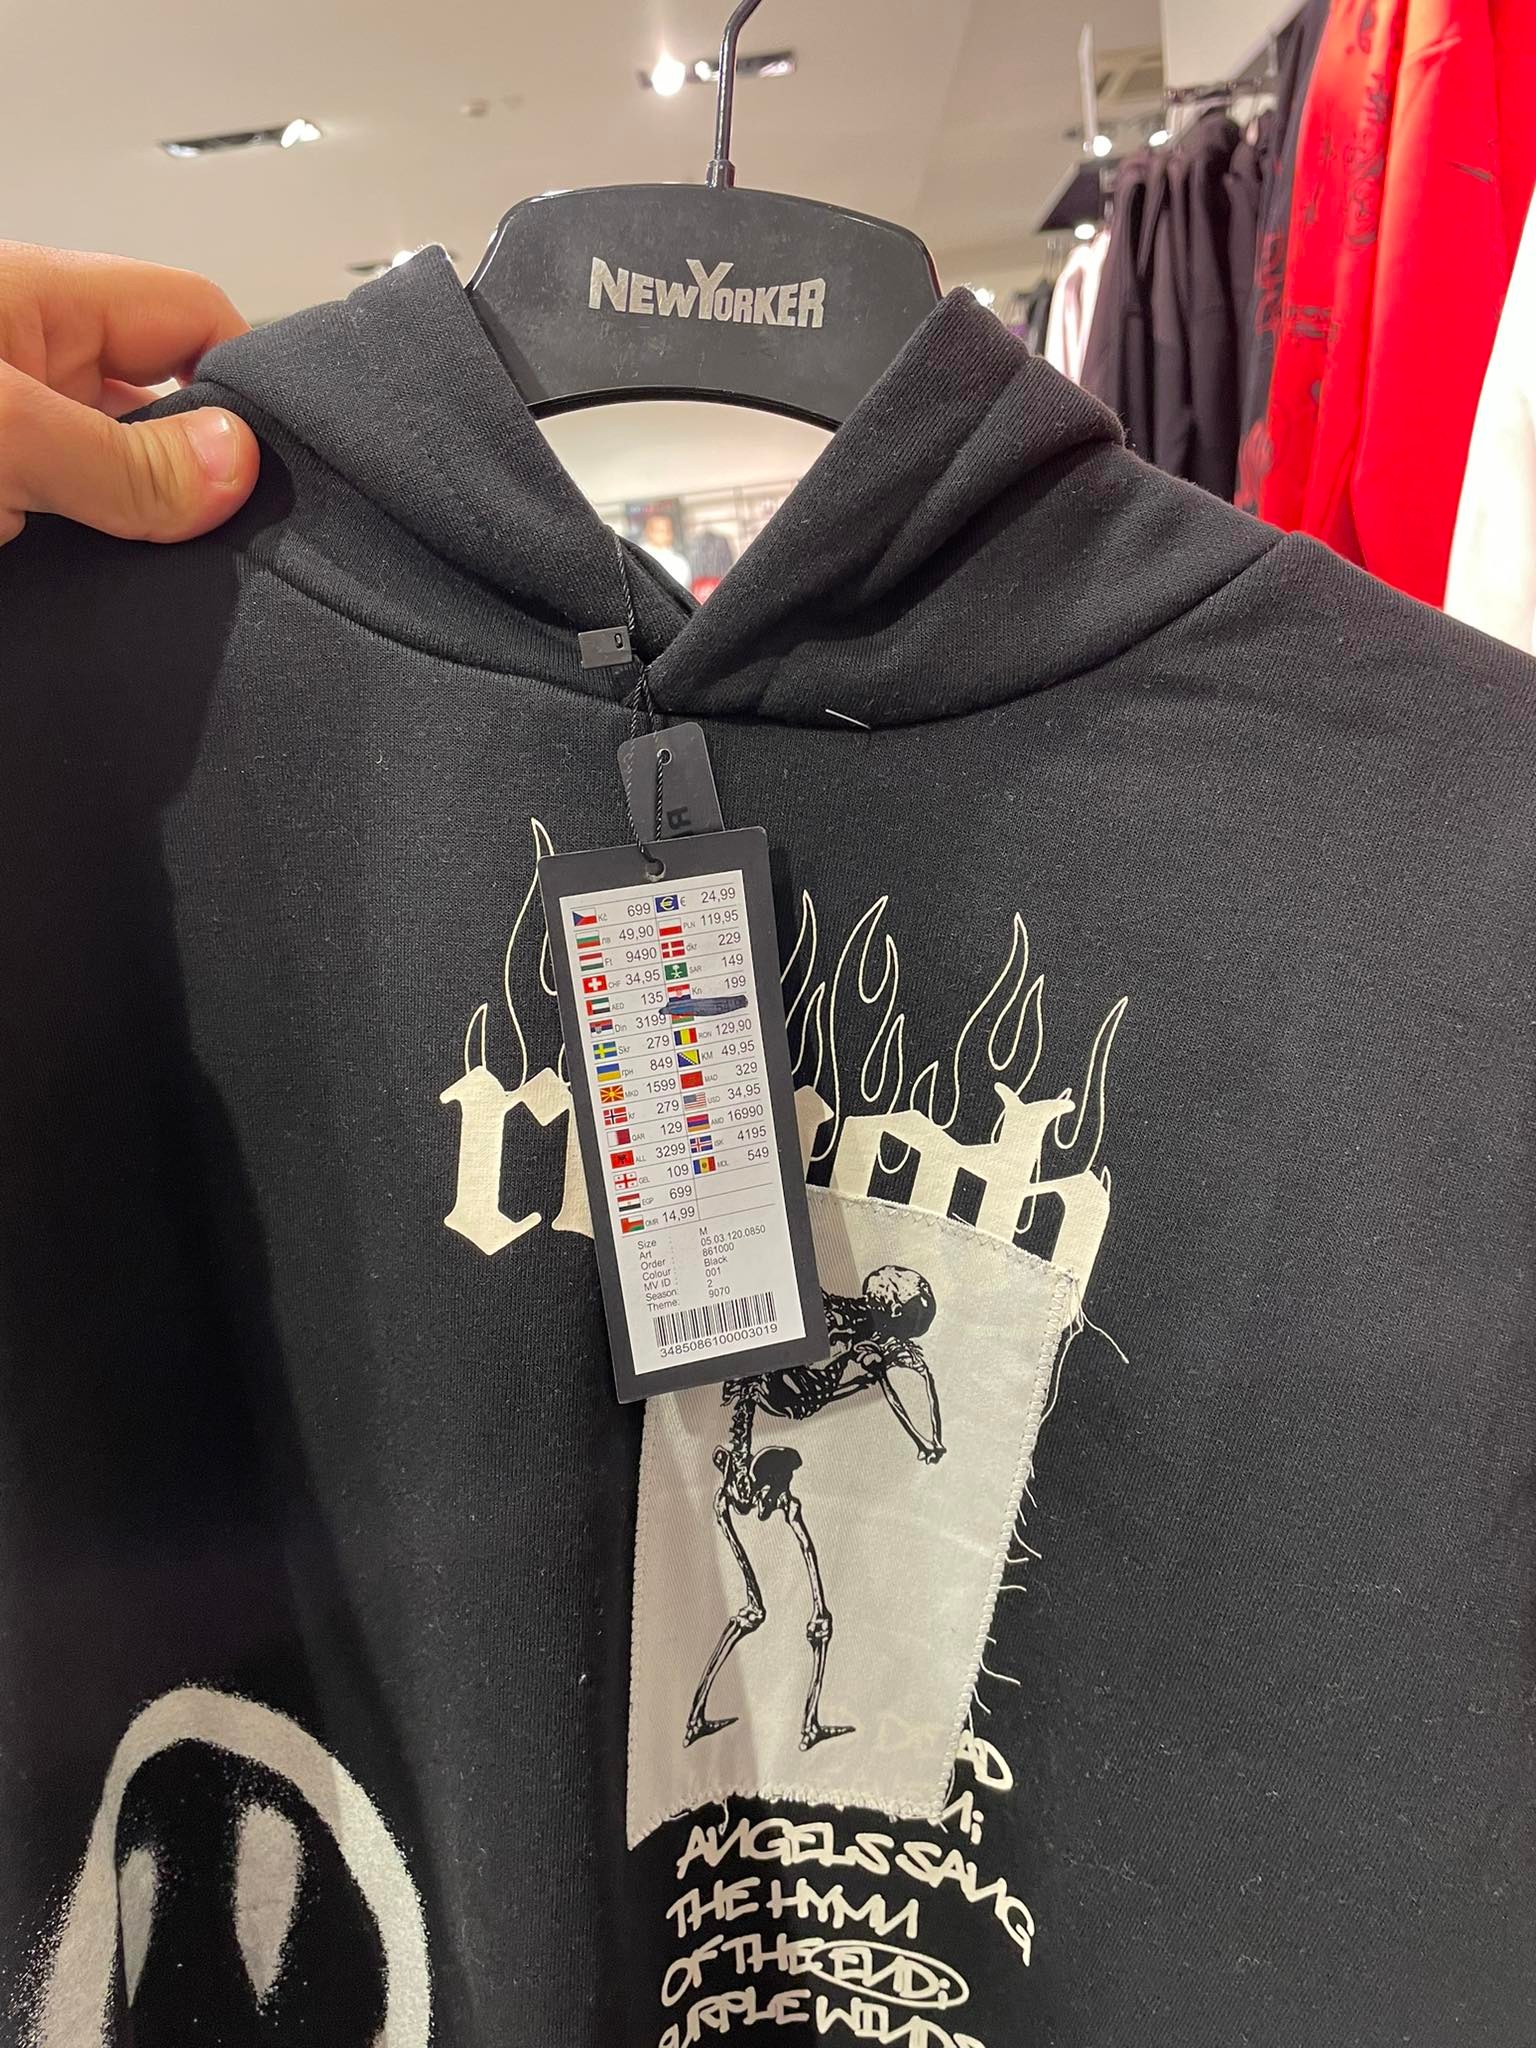 NEWYORKER
Kč 699 € 24,99
лв 49,90 PLN 119,95
Ft 9490 dkr 229
CHF 34,95 SAR 149
AED 135 Kn 199
Din 3199
Skr 279 RON 129,90
грн 849 KM 49,95
MKD 1599 MAD 329
kr 279 USD 34,95
QAR 129 AMD 16990
ALL 3299 ISK 4195
GEL 109 MDL 549
EGP 699
OMR 14,99
Size : M
Art : 05.03.120.0850
Order : 861000
Colour : Black
MV ID : 001
Season: 2
Theme: 9070
3485086100003019
ANGELS SANG
THE HYMN
OF THE END;
PURPLE WINDS